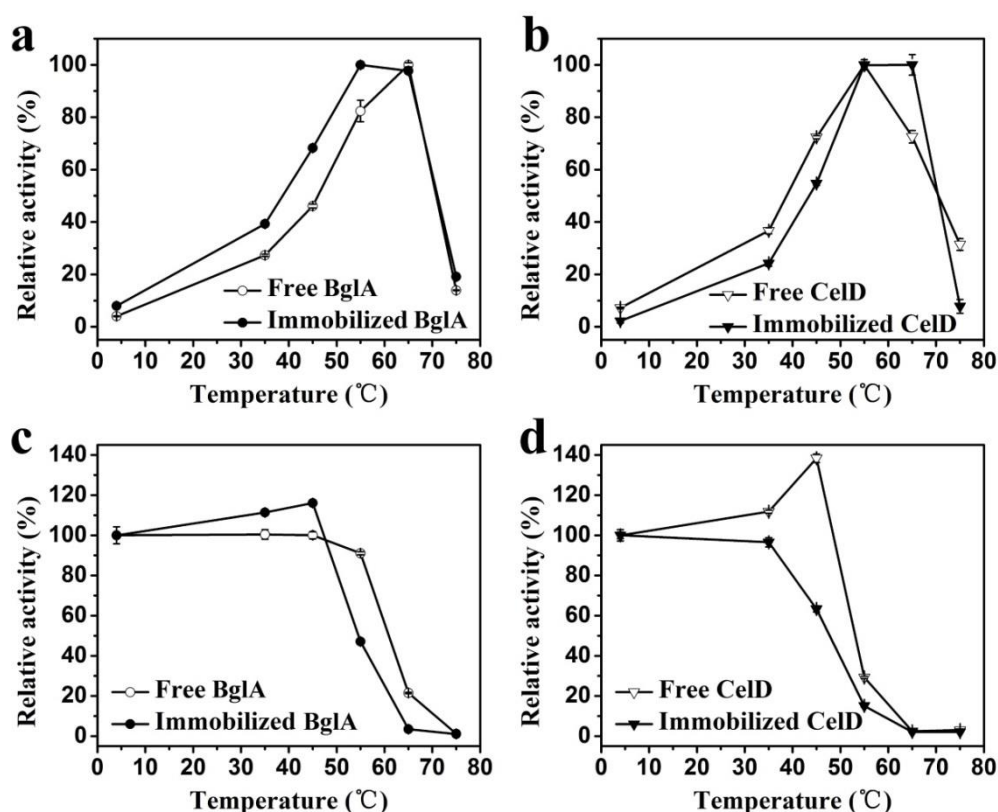 a
100
80
60
40
20
0
Relative activity (%)
Free BglA
Immobilized BglA
0 10 20 30 40 50 60 70 80
Temperature (℃)
b
100
80
60
40
20
0
Relative activity (%)
Free CelD
Immobilized CelD
0 10 20 30 40 50 60 70 80
Temperature (℃)
c
140
120
100
80
60
40
20
0
Relative activity (%)
Free BglA
Immobilized BglA
0 10 20 30 40 50 60 70 80
Temperature (℃)
d
140
120
100
80
60
40
20
0
Relative activity (%)
Free CelD
Immobilized CelD
0 10 20 30 40 50 60 70 80
Temperature (℃)